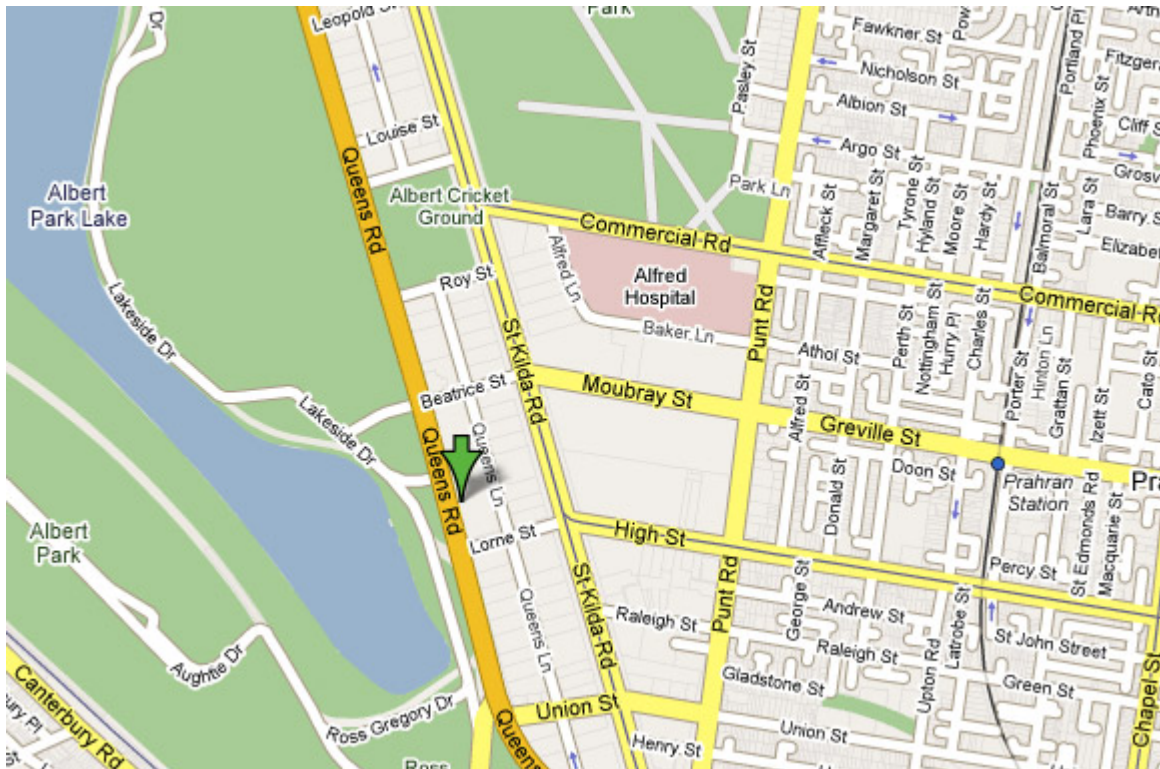 Leopold St
Park
Fawkner St
Nicholson St
Albion St
Argo St
Pasley St
Portland Pl
Phoenix St
Cliff S
Louise St
Queens Rd
Albert
Park Lake
Albert Cricket
Ground
Park Ln
Affleck St
Margaret St
Tyrone St
Hyland St
Moore St
Hardy St
Balmoral St
Lara St
Barry S
Commercial Rd
Alfred
Hospital
Alfred Ln
Baker Ln
Roy St
Punt Rd
Commercial Rd
Lakeside Dr
St Kilda Rd
Athol St
Perth St
Nottingham St
Hurry Pl
Charles St
Porter St
Hinton Ln
Grattan St
Izett St
Cato St
Beatrice St
Moubray St
Alfred St
Greville St
Lakeside Dr
Queens Rd
Queens Ln
Doon St
Donald St
Prahran
Station
Pra
St Edmonds Rd
Macquarie St
Albert
Park
Lorne St
High St
Percy St
St Kilda Rd
Punt Rd
George St
Andrew St
Raleigh St
Raleigh St
St John Street
Queens Ln
Upton Rd
Latrobe St
Gladstone St
Green St
Chapel St
Aughtie Dr
Canterbury Rd
Ross Gregory Dr
Union St
Union St
Queens
Henry St
Ross